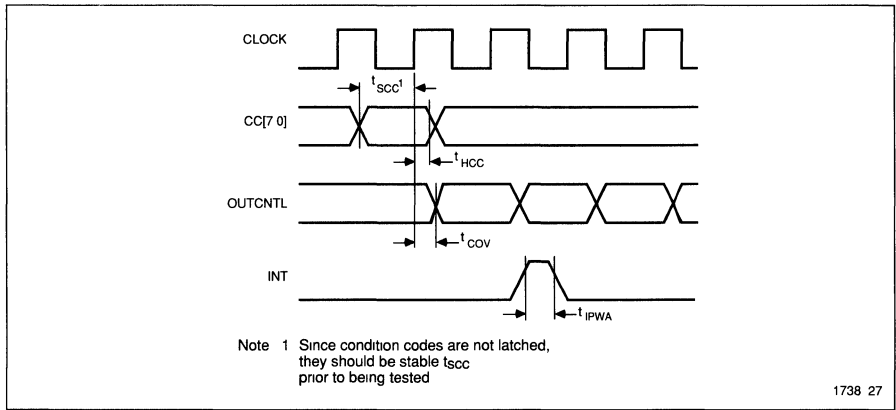 CLOCK
tSCC1
CC[7 0]
tHCC
OUTCNTL
tCOV
INT
tIPWA
Note 1 Since condition codes are not latched,
they should be stable tSCC
prior to being tested
1738 27